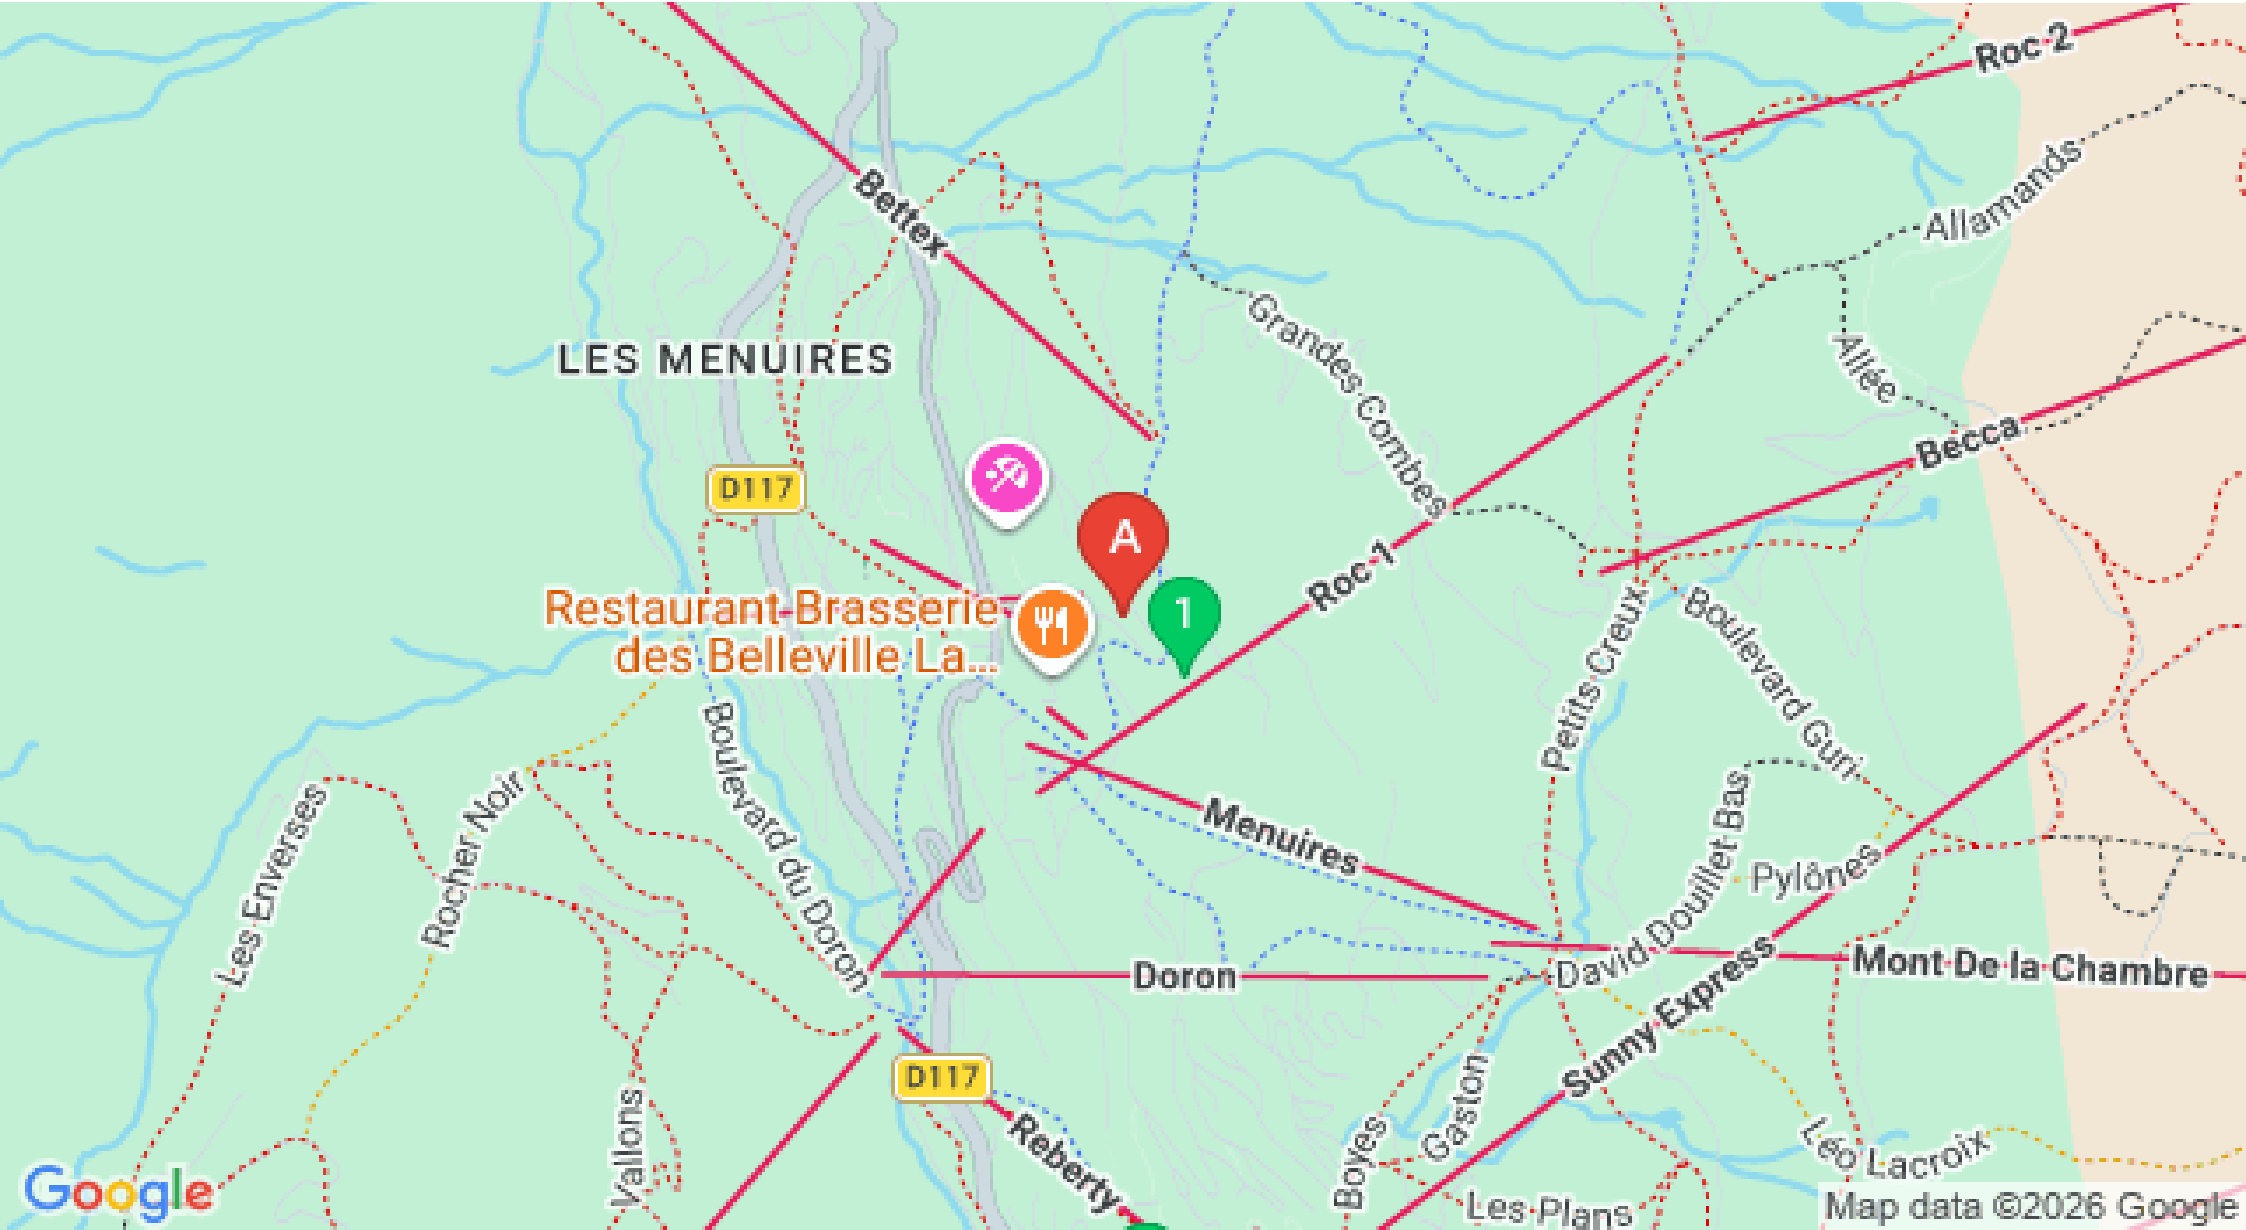 Roc 2
Bettex
Allamands
Grandes Combes
Allée
LES MENUIRES
Becca
D117
A
Roc 1
1
Restaurant Brasserie
des Belleville La...
Petits Creux
Boulevard Guri
Boulevard du Doron
Les Enverses
Rocher Noir
Menuires
David Douillet Bas
Pylônes
Doron
Mont De la Chambre
Sunny Express
D117
Reberty
Vallons
Boyes
Gaston
Léo Lacroix
Les Plans
Google
Map data ©2026 Google